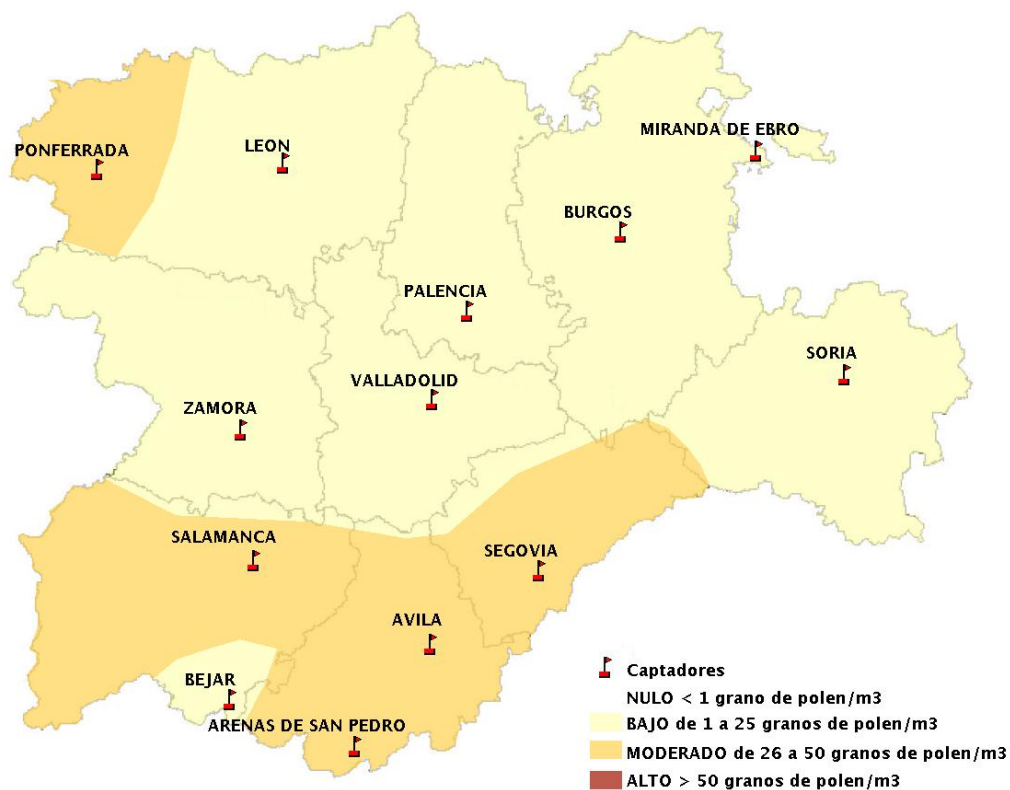 MIRANDA DE EBRO
PONFERRADA
LEON
BURGOS
PALENCIA
SORIA
VALLADOLID
ZAMORA
SALAMANCA
SEGOVIA
AVILA
BEJAR
ARENAS DE SAN PEDRO
Captadores
NULO < 1 grano de polen/m3
BAJO de 1 a 25 granos de polen/m3
MODERADO de 26 a 50 granos de polen/m3
ALTO > 50 granos de polen/m3